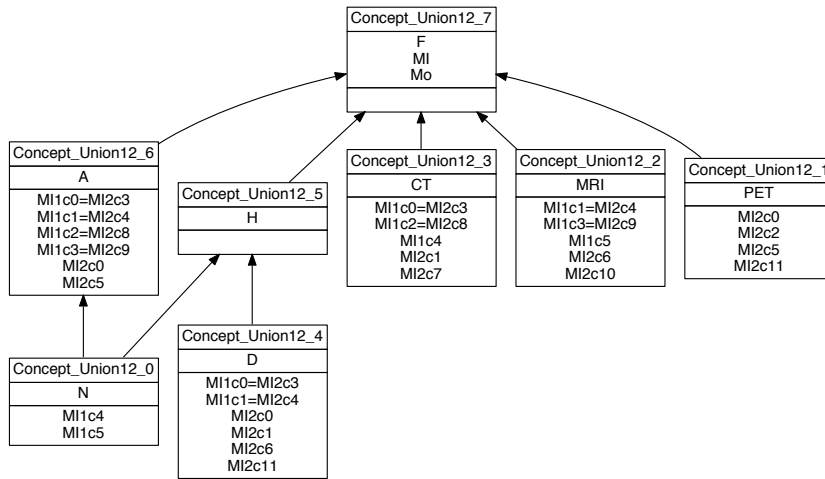 Concept_Union12_7
F
MI
Mo
Concept_Union12_6
A
MI1c0=MI2c3
MI1c1=MI2c4
MI1c2=MI2c8
MI1c3=MI2c9
MI2c0
MI2c5
Concept_Union12_5
H
Concept_Union12_3
CT
MI1c0=MI2c3
MI1c2=MI2c8
MI1c4
MI2c1
MI2c7
Concept_Union12_2
MRI
MI1c1=MI2c4
MI1c3=MI2c9
MI1c5
MI2c6
MI2c10
Concept_Union12_1
PET
MI2c0
MI2c2
MI2c5
MI2c11
Concept_Union12_0
N
MI1c4
MI1c5
Concept_Union12_4
D
MI1c0=MI2c3
MI1c1=MI2c4
MI2c0
MI2c1
MI2c6
MI2c11